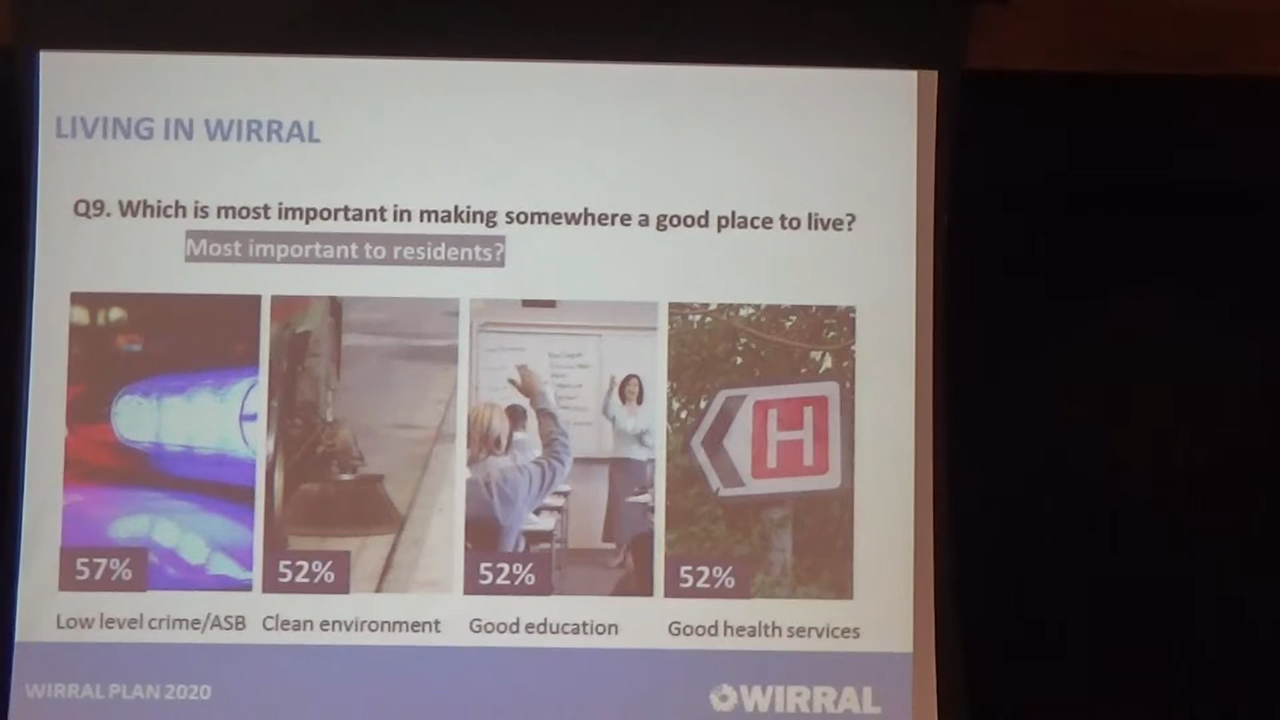 LIVING IN WIRRAL
Q9. Which is most important in making somewhere a good place to live?
Most important to residents?
H
57%
52%
52%
52%
Low level crime/ASB
Clean environment
Good education
Good health services
WIRRAL PLAN 2020
WIRRAL